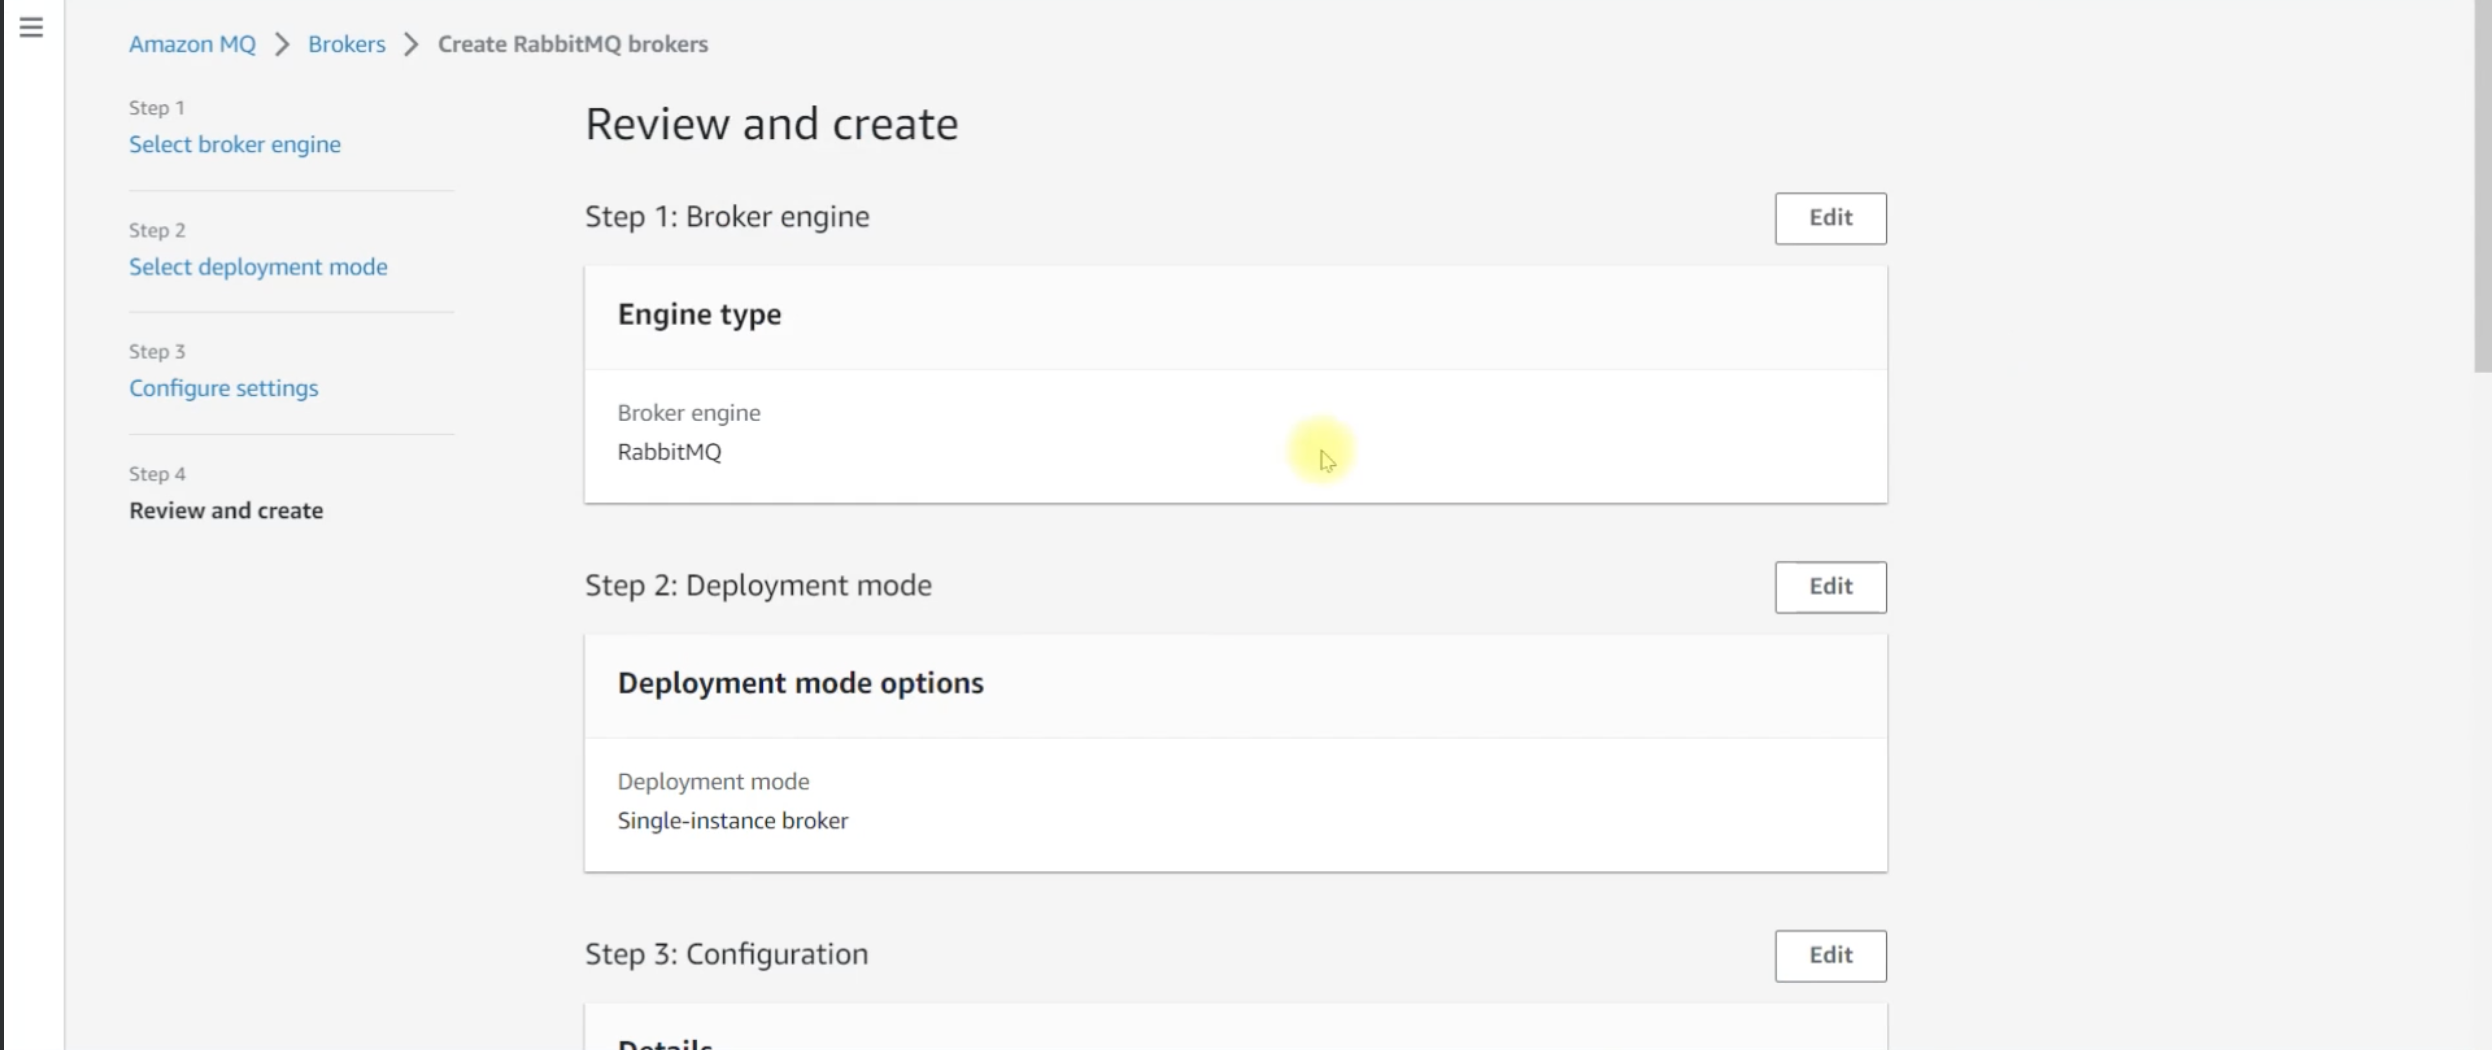 Amazon MQ > Brokers > Create RabbitMQ brokers
Step 1
Select broker engine
Step 2
Select deployment mode
Step 3
Configure settings
Step 4
Review and create
Review and create
Step 1: Broker engine
Edit
Engine type
Broker engine
RabbitMQ
Step 2: Deployment mode
Edit
Deployment mode options
Deployment mode
Single-instance broker
Step 3: Configuration
Edit
Details